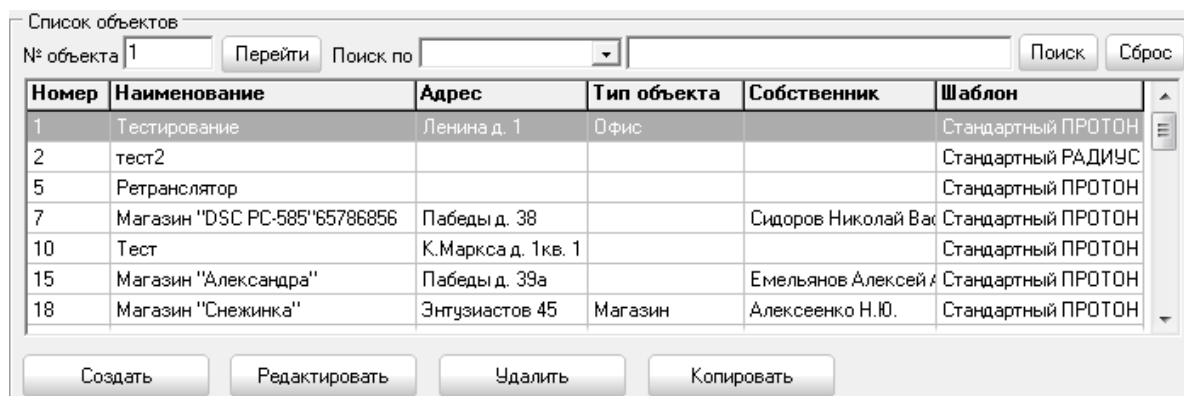 Список объектов
№ объекта 1 Перейти Поиск по Поиск Сброс
Номер Наименование Адрес Тип объекта Собственник Шаблон
1 Тестирование Ленина д. 1 Офис Стандартный ПРОТОН
2 тест2 Стандартный РАДИУС
5 Ретранслятор Стандартный ПРОТОН
7 Магазин "DSC PC-585"65786856 Пабеды д. 38 Сидоров Николай Вас Стандартный ПРОТОН
10 Тест К.Маркса д. 1кв. 1 Стандартный ПРОТОН
15 Магазин "Александра" Пабеды д. 39а Емельянов Алексей А Стандартный ПРОТОН
18 Магазин "Снежинка" Энтузиастов 45 Магазин Алексеенко Н.Ю. Стандартный ПРОТОН
Создать Редактировать Удалить Копировать